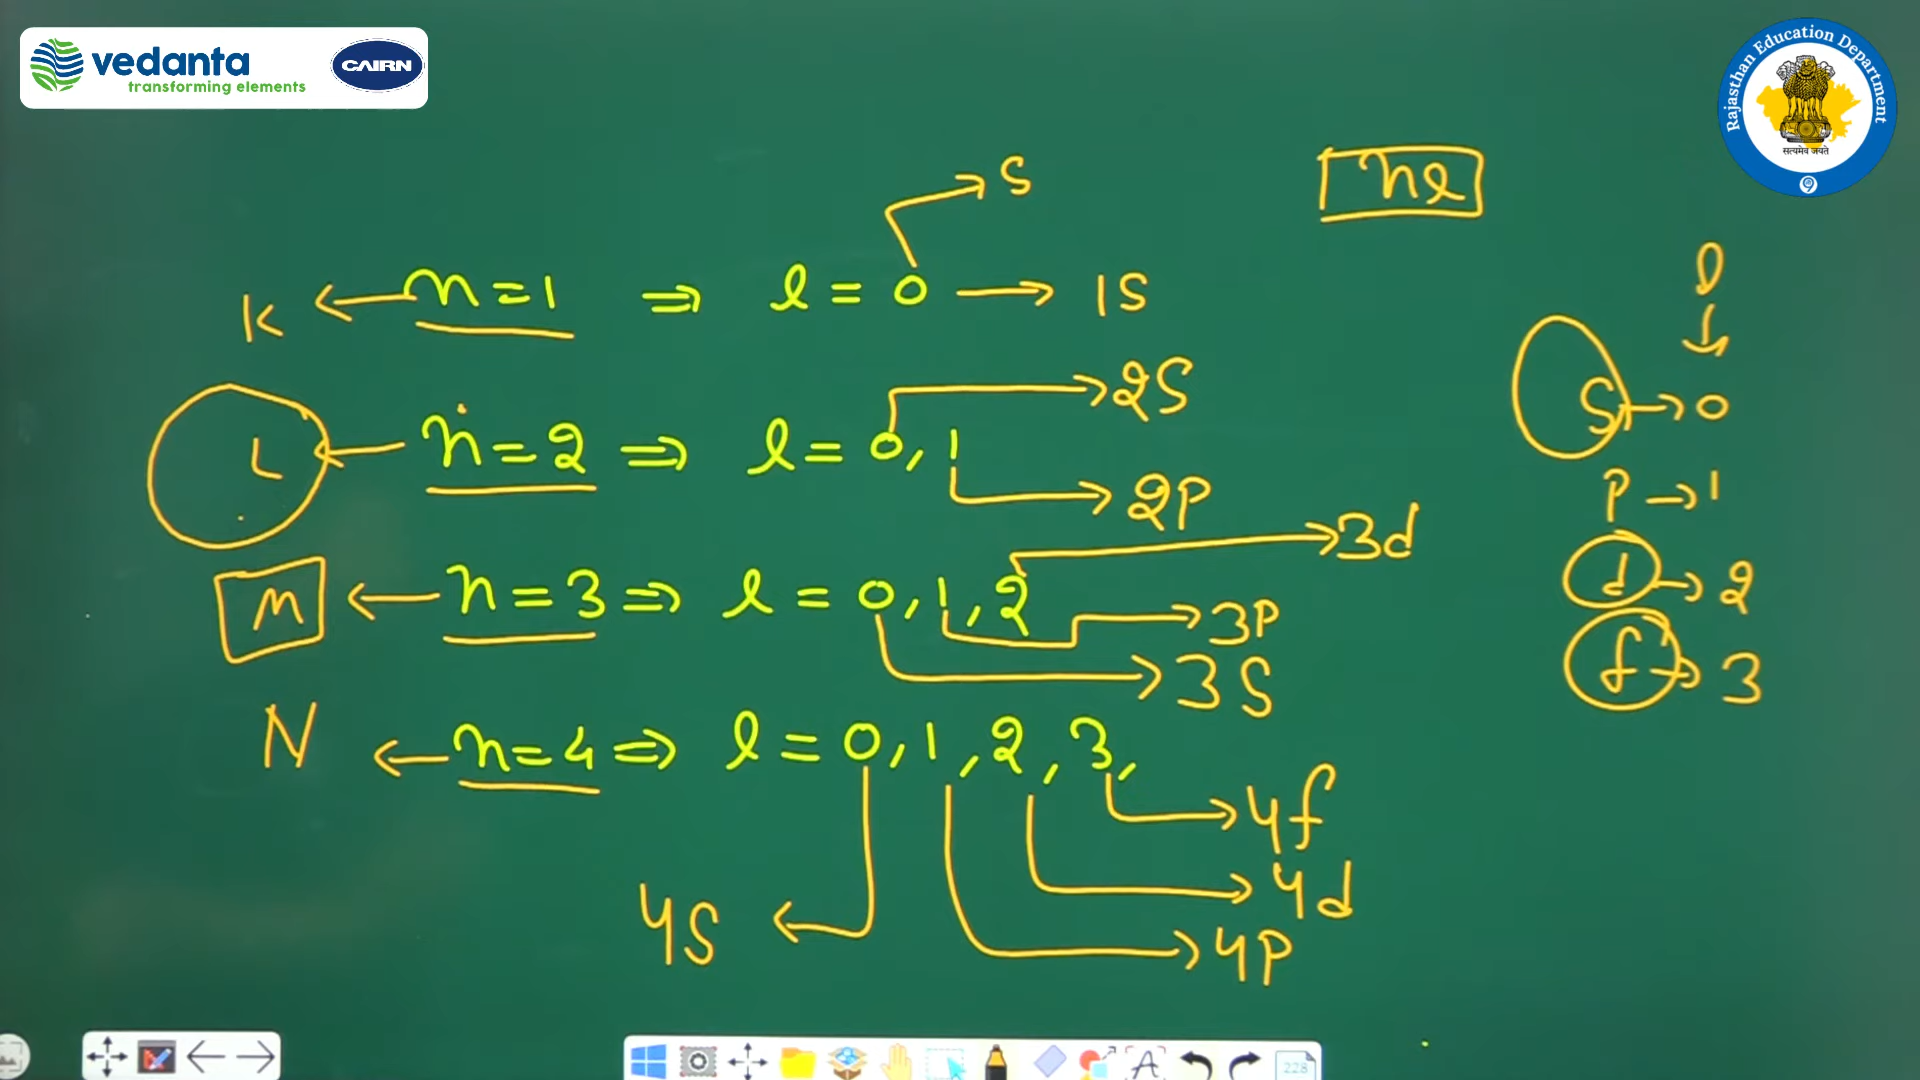 vedanta
transforming elements
CAIRN
Rajasthan Education Department
सत्यमेव जयते
nl
S
K ← n=1 ⇒ l = 0 → 1S
2S
L ← n=2 ⇒ l = 0, 1
2P
3d
M ← n=3 ⇒ l = 0, 1, 2
3P
3S
N ← n=4 ⇒ l = 0, 1, 2, 3,
4f
4d
4S
4P
l
↓
S → 0
P → 1
d → 2
f → 3
A
228